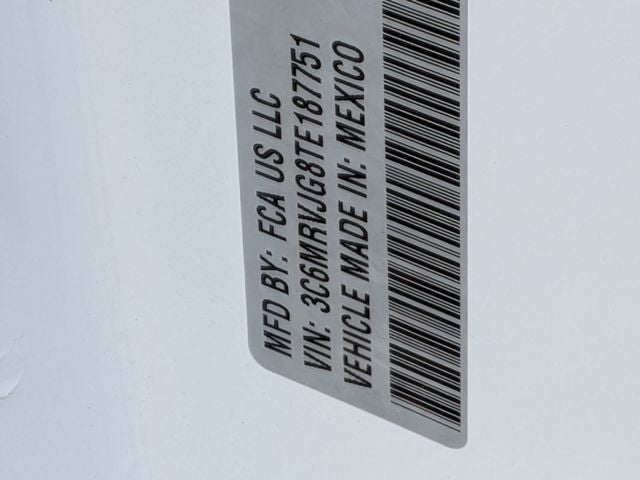 MFD BY: FCA US LLC
VIN: 3C6MRVJG8TE187751
VEHICLE MADE IN: MEXICO